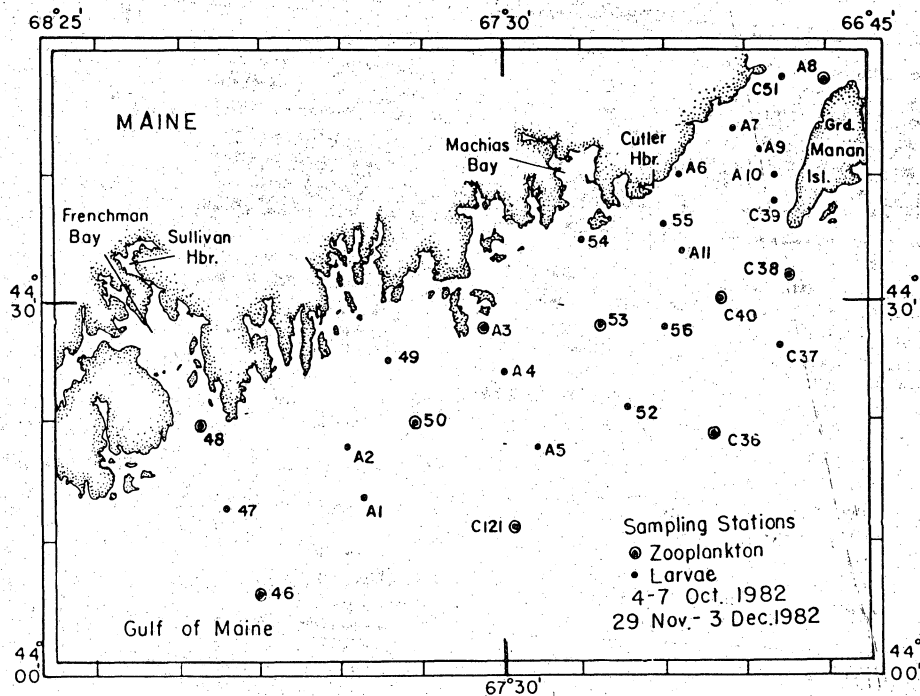 68°25'
67°30'
66°45'
MAINE
A8
C51
A7
Grd.
Manan
Isl.
Cutler
Hbr.
Machias
Bay
A9
A6
A10
C39
Frenchman
Bay
Sullivan
Hbr.
55
54
A11
C38
44°
30'
44°
30'
C40
A3
53
56
C37
49
A4
52
50
C36
48
A2
A5
A1
47
C121
Sampling Stations
Zooplankton
Larvae
4-7 Oct. 1982
29 Nov.- 3 Dec.1982
46
Gulf of Maine
44°
00'
44°
00'
67°30'